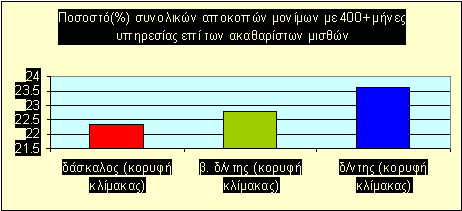 Ποσοστό(%) συνολικών αποκοπών μονίμων με 400+ μήνες
υπηρεσίας επί των ακαθαρίστων μισθών
24
23.5
23
22.5
22
21.5
δάσκαλος (κορυφή
κλίμακας)
β. δ/ντης (κορυφή
κλίμακας)
δ/ντης (κορυφή
κλίμακας)